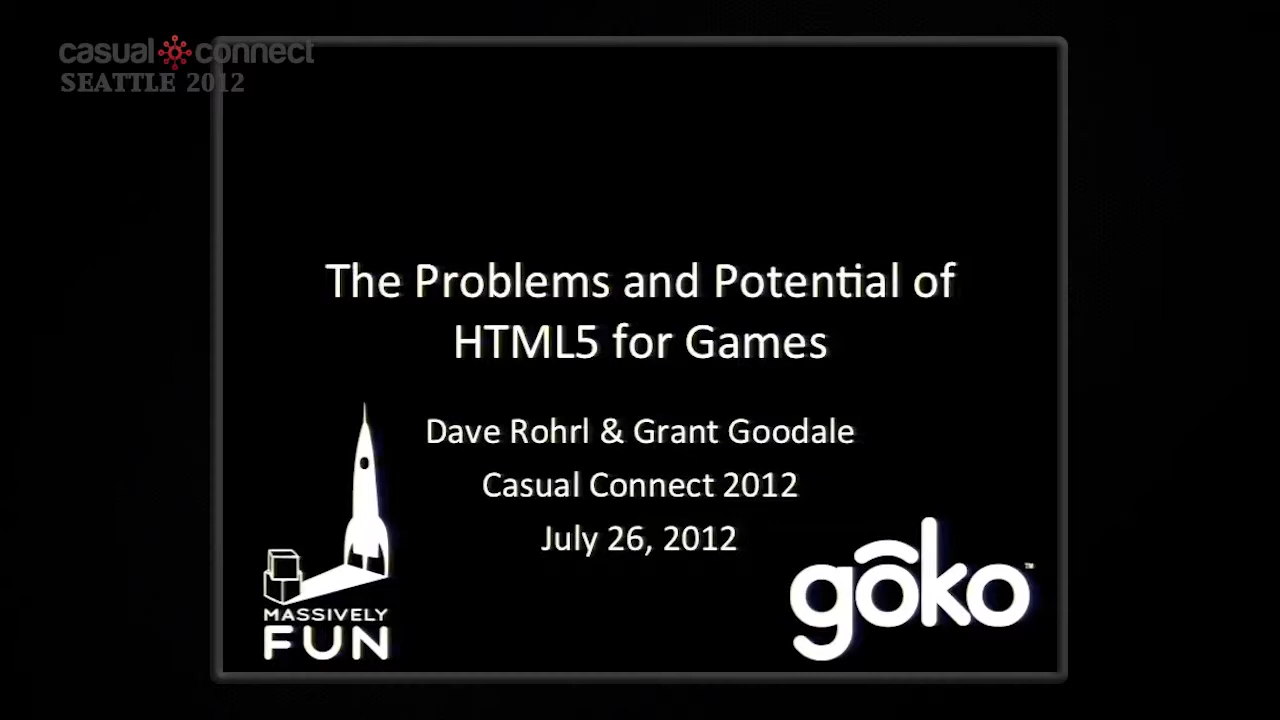 casual connect
SEATTLE 2012
The Problems and Potential of
HTML5 for Games
Dave Rohrl & Grant Goodale
Casual Connect 2012
July 26, 2012
MASSIVELY
FUN
gōko™